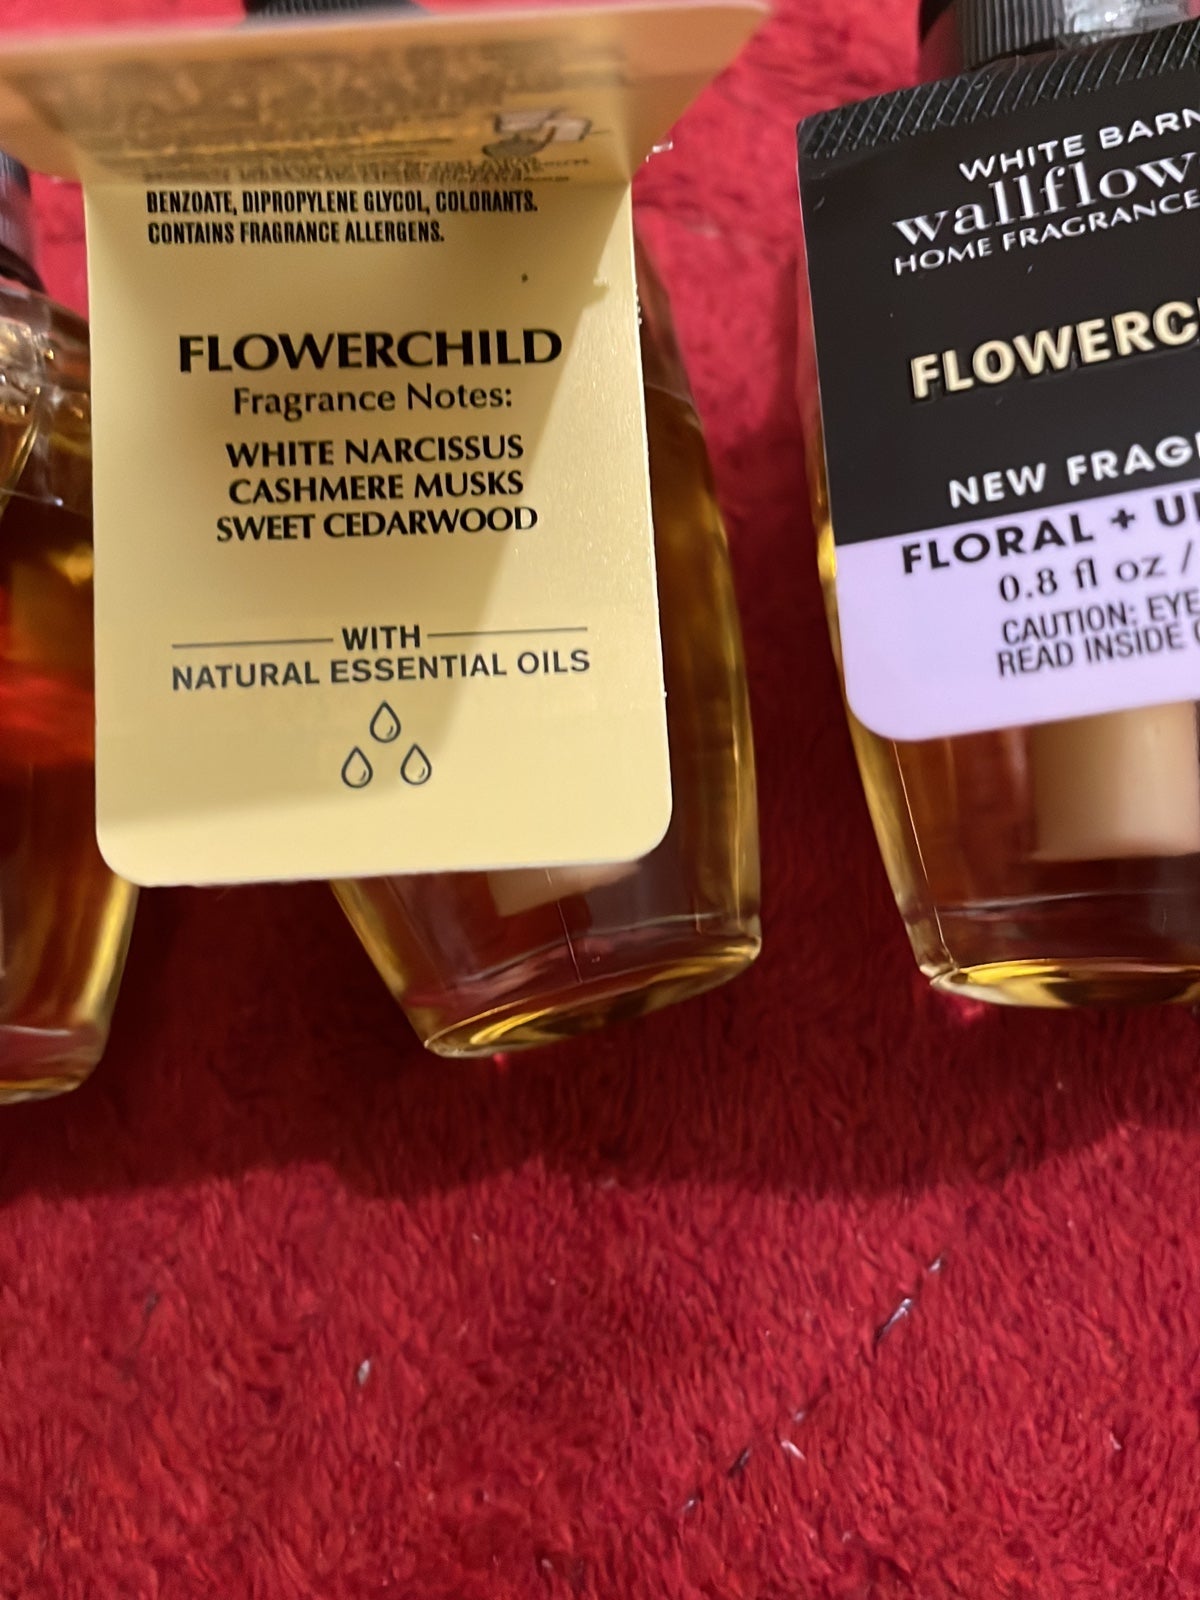 BENZOATE, DIPROPYLENE GLYCOL, COLORANTS.
CONTAINS FRAGRANCE ALLERGENS.
FLOWERCHILD
Fragrance Notes:
WHITE NARCISSUS
CASHMERE MUSKS
SWEET CEDARWOOD
WITH
NATURAL ESSENTIAL OILS
WHITE BARN
wallflow
HOME FRAGRANCE
FLOWERC
NEW FRAG
FLORAL + U
0.8 fl oz /
CAUTION: EYE
READ INSIDE